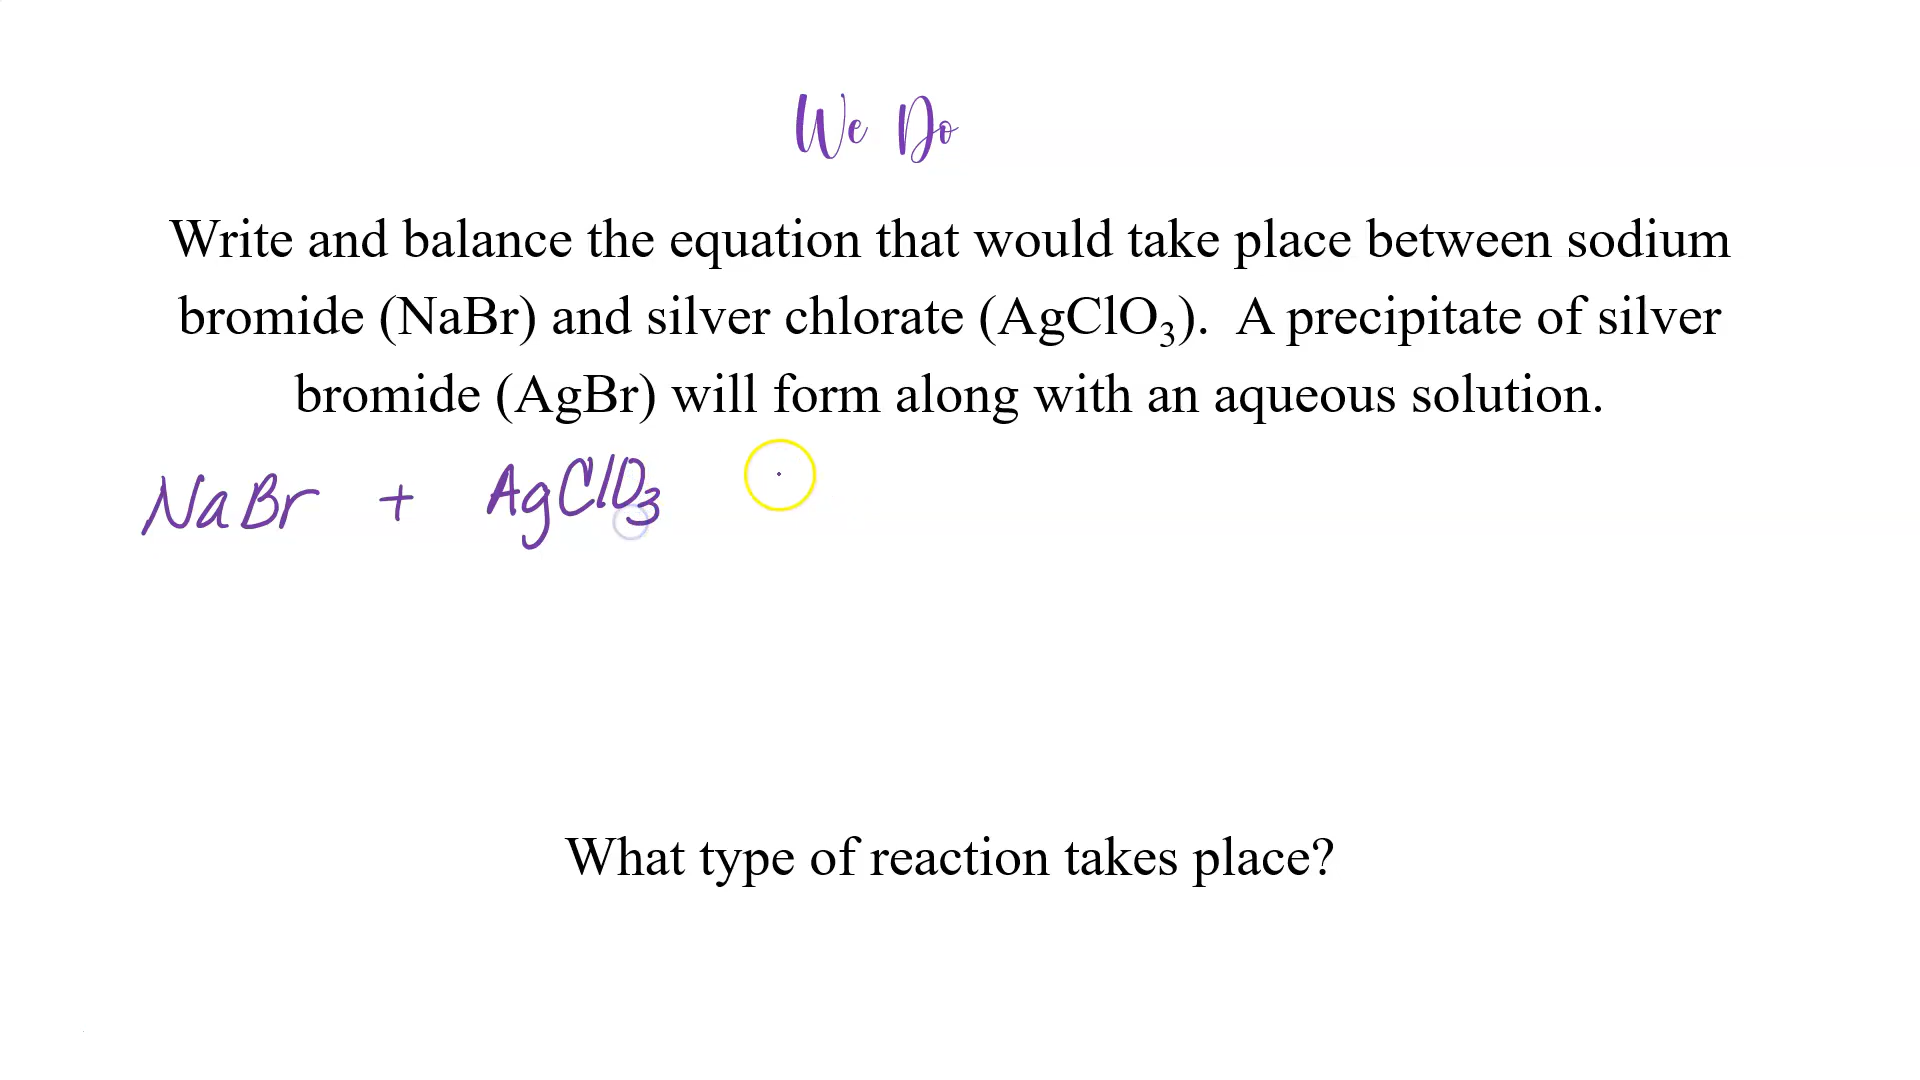 We Do
Write and balance the equation that would take place between sodium
bromide (NaBr) and silver chlorate (AgClO₃).  A precipitate of silver
bromide (AgBr) will form along with an aqueous solution.
NaBr + AgClO₃
What type of reaction takes place?